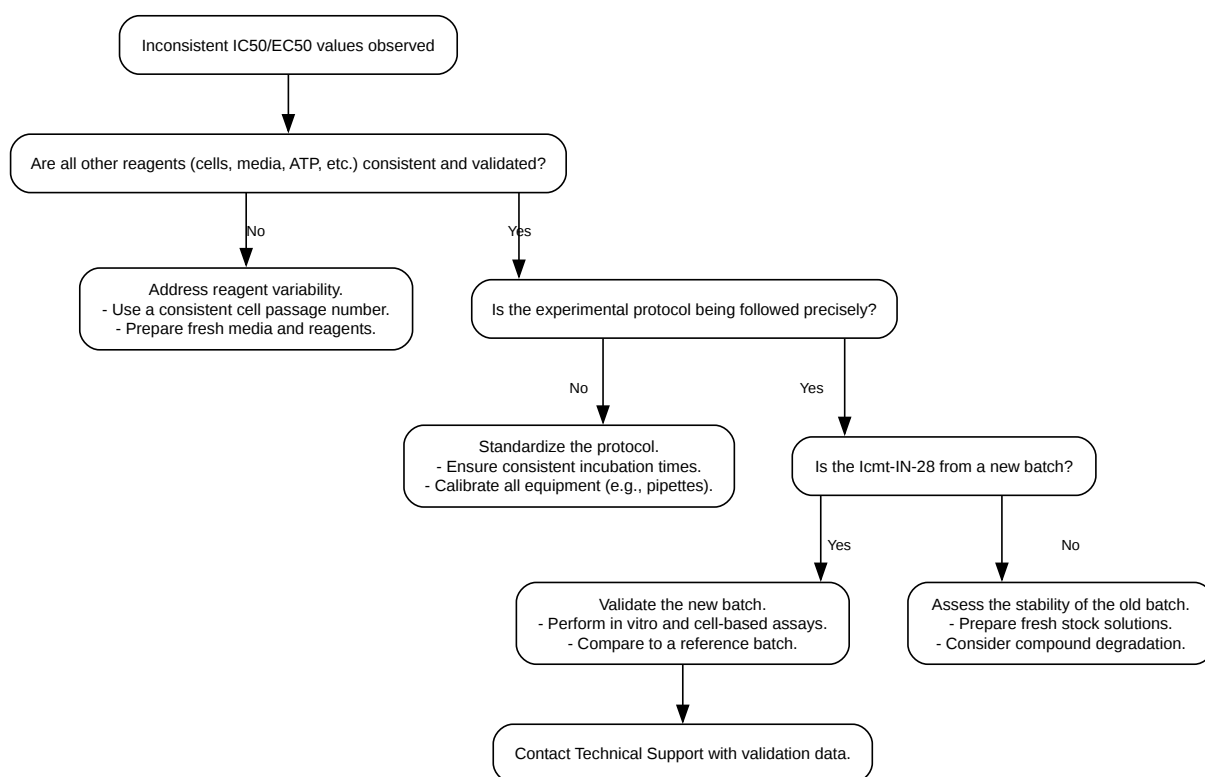 Inconsistent IC50/EC50 values observed
Are all other reagents (cells, media, ATP, etc.) consistent and validated?
No
Yes
Address reagent variability.
- Use a consistent cell passage number.
- Prepare fresh media and reagents.
Is the experimental protocol being followed precisely?
No
Yes
Standardize the protocol.
- Ensure consistent incubation times.
- Calibrate all equipment (e.g., pipettes).
Is the Icmt-IN-28 from a new batch?
Yes
No
Validate the new batch.
- Perform in vitro and cell-based assays.
- Compare to a reference batch.
Assess the stability of the old batch.
- Prepare fresh stock solutions.
- Consider compound degradation.
Contact Technical Support with validation data.